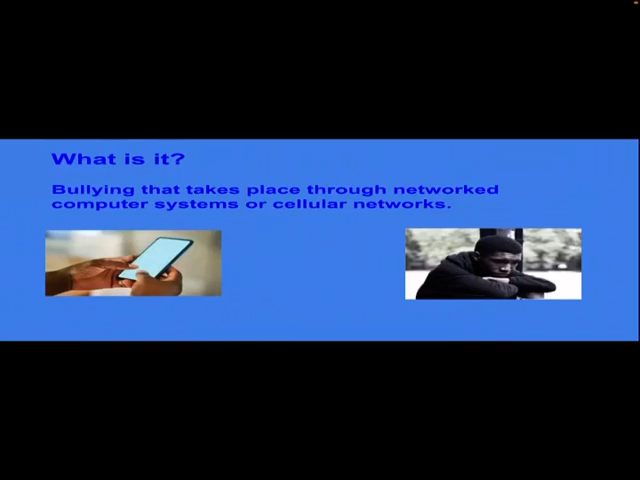 What is it?
Bullying that takes place through networked
computer systems or cellular networks.